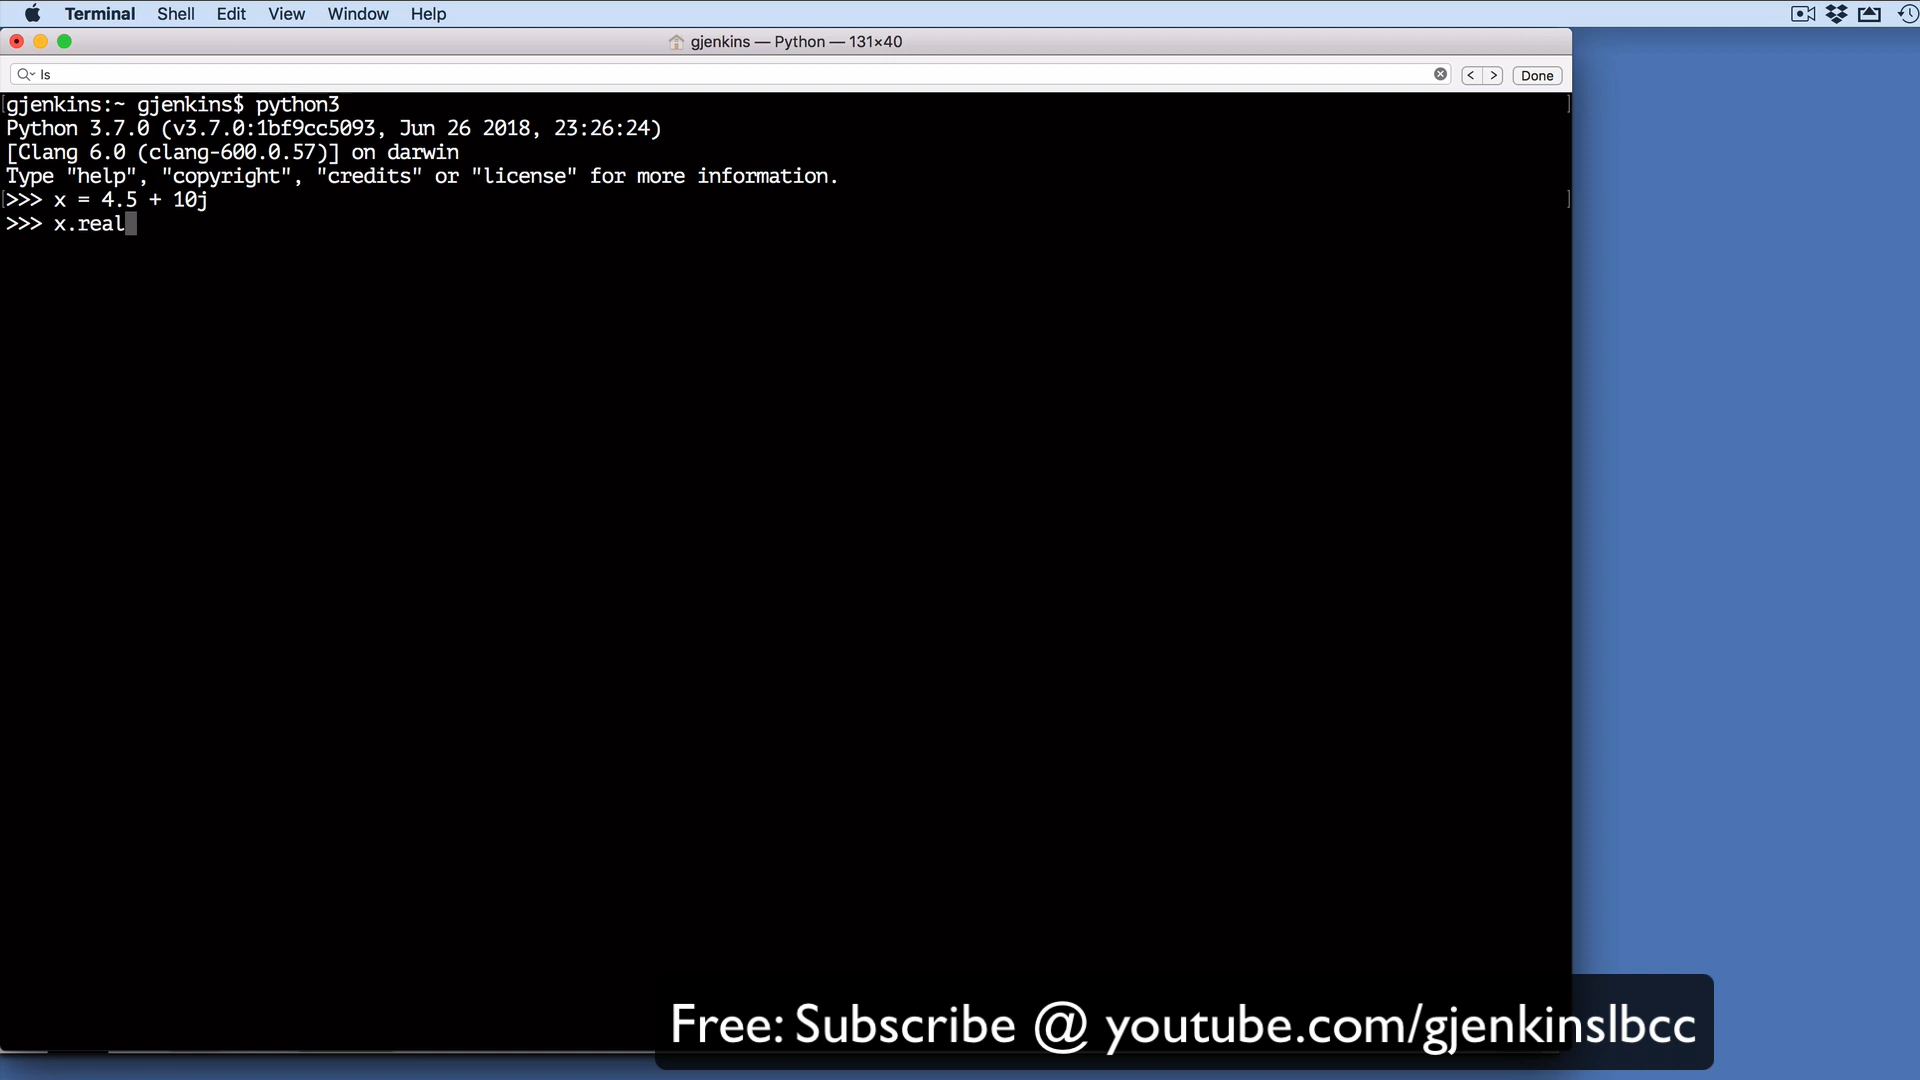 Terminal Shell Edit View Window Help
gjenkins — Python — 131×40
ls
< > Done
gjenkins:~ gjenkins$ python3
Python 3.7.0 (v3.7.0:1bf9cc5093, Jun 26 2018, 23:26:24)
[Clang 6.0 (clang-600.0.57)] on darwin
Type "help", "copyright", "credits" or "license" for more information.
>>> x = 4.5 + 10j
>>> x.real
Free: Subscribe @ youtube.com/gjenkinslbcc